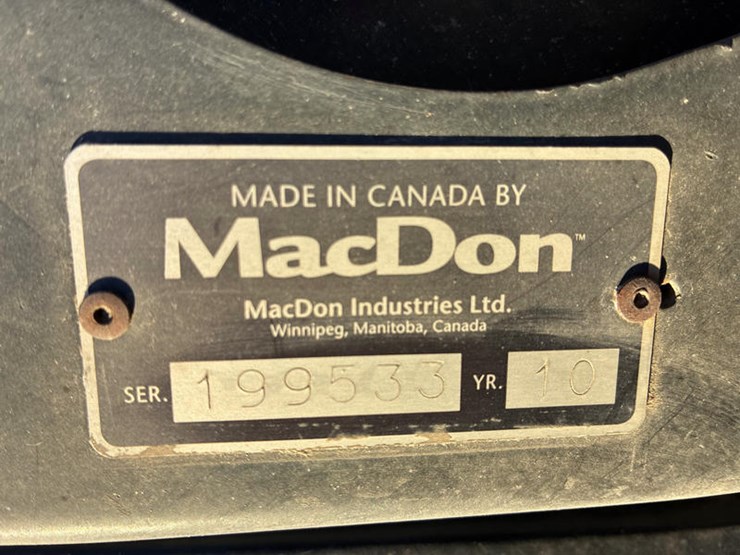 MADE IN CANADA BY
MacDon™
MacDon Industries Ltd.
Winnipeg, Manitoba, Canada
SER. 199533 YR. 10